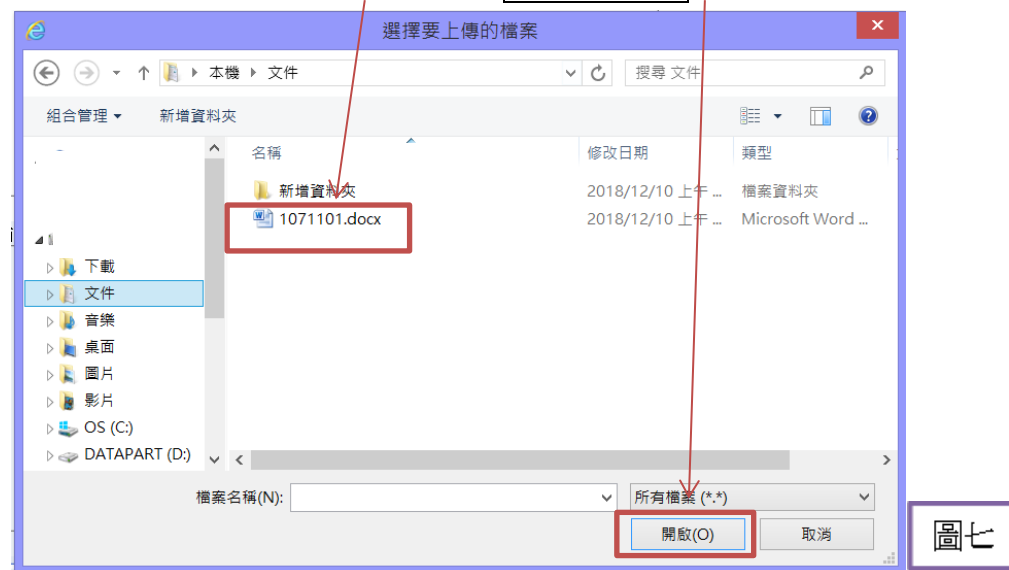 選擇要上傳的檔案
本機 文件
搜尋 文件
組合管理 新增資料夾
名稱 修改日期 類型
新增資料夾 2018/12/10 上午 ... 檔案資料夾
1071101.docx 2018/12/10 上午 ... Microsoft Word ...
下載
文件
音樂
桌面
圖片
影片
OS (C:)
DATAPART (D:)
檔案名稱(N): 所有檔案 (*.*)
開啟(O) 取消
圖七